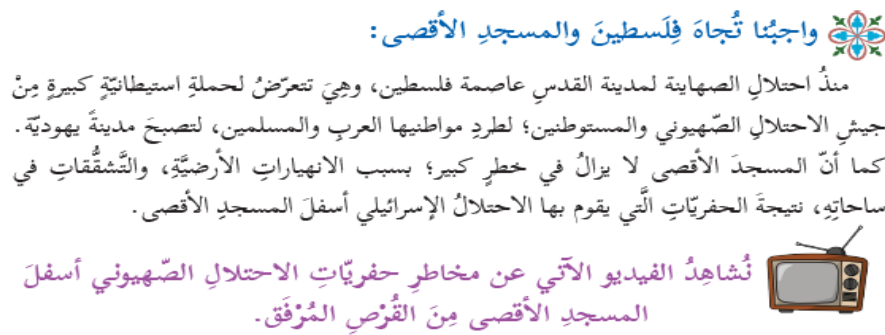 واجبُنا تُجاهَ فِلَسطينَ والمسجدِ الأقصى:
منذُ احتلالِ الصهاينة لمدينة القدسِ عاصمة فلسطين، وهِيَ تتعرّضُ لحملةِ استيطانيّةٍ كبيرةٍ مِنْ
جيشِ الاحتلالِ الصّهيوني والمستوطنين؛ لطردِ مواطنيها العربِ والمسلمين، لتصبحَ مدينةً يهوديّة.
كما أنّ المسجدَ الأقصى لا يزالُ في خطرٍ كبير؛ بسبب الانهياراتِ الأرضيَّةِ، والتَّشقُّقاتِ في
ساحاتِهِ، نتيجةَ الحفريّاتِ الَّتي يقوم بها الاحتلالُ الإسرائيلي أسفلَ المسجدِ الأقصى.
نُشاهِدُ الفيديو الآتي عن مخاطرِ حفريّاتِ الاحتلالِ الصّهيوني أسفلَ
المسجدِ الأقصى مِنَ القُرْصِ المُرْفَق.